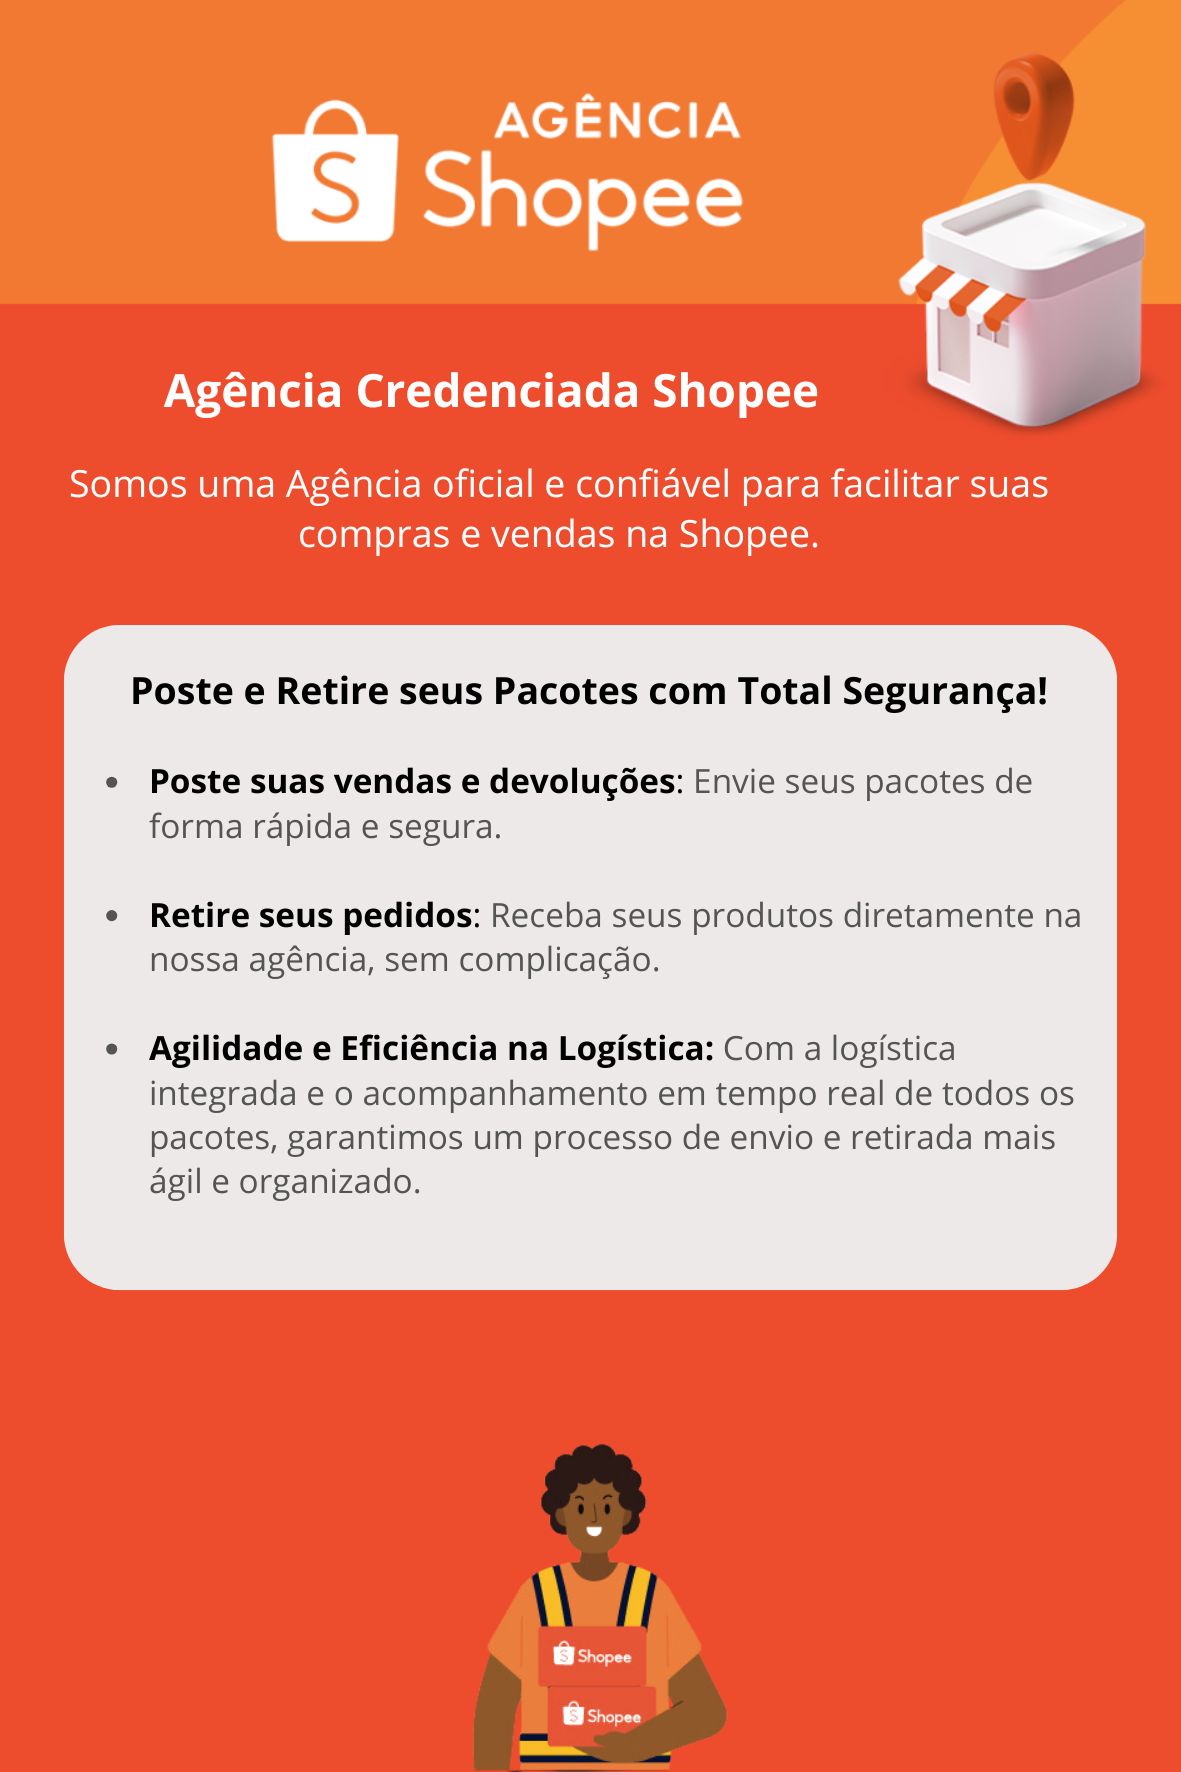 AGÊNCIA
S Shopee
Agência Credenciada Shopee
Somos uma Agência oficial e confiável para facilitar suas
compras e vendas na Shopee.
Poste e Retire seus Pacotes com Total Segurança!
• Poste suas vendas e devoluções: Envie seus pacotes de
forma rápida e segura.
• Retire seus pedidos: Receba seus produtos diretamente na
nossa agência, sem complicação.
• Agilidade e Eficiência na Logística: Com a logística
integrada e o acompanhamento em tempo real de todos os
pacotes, garantimos um processo de envio e retirada mais
ágil e organizado.
S Shopee
S Shopee